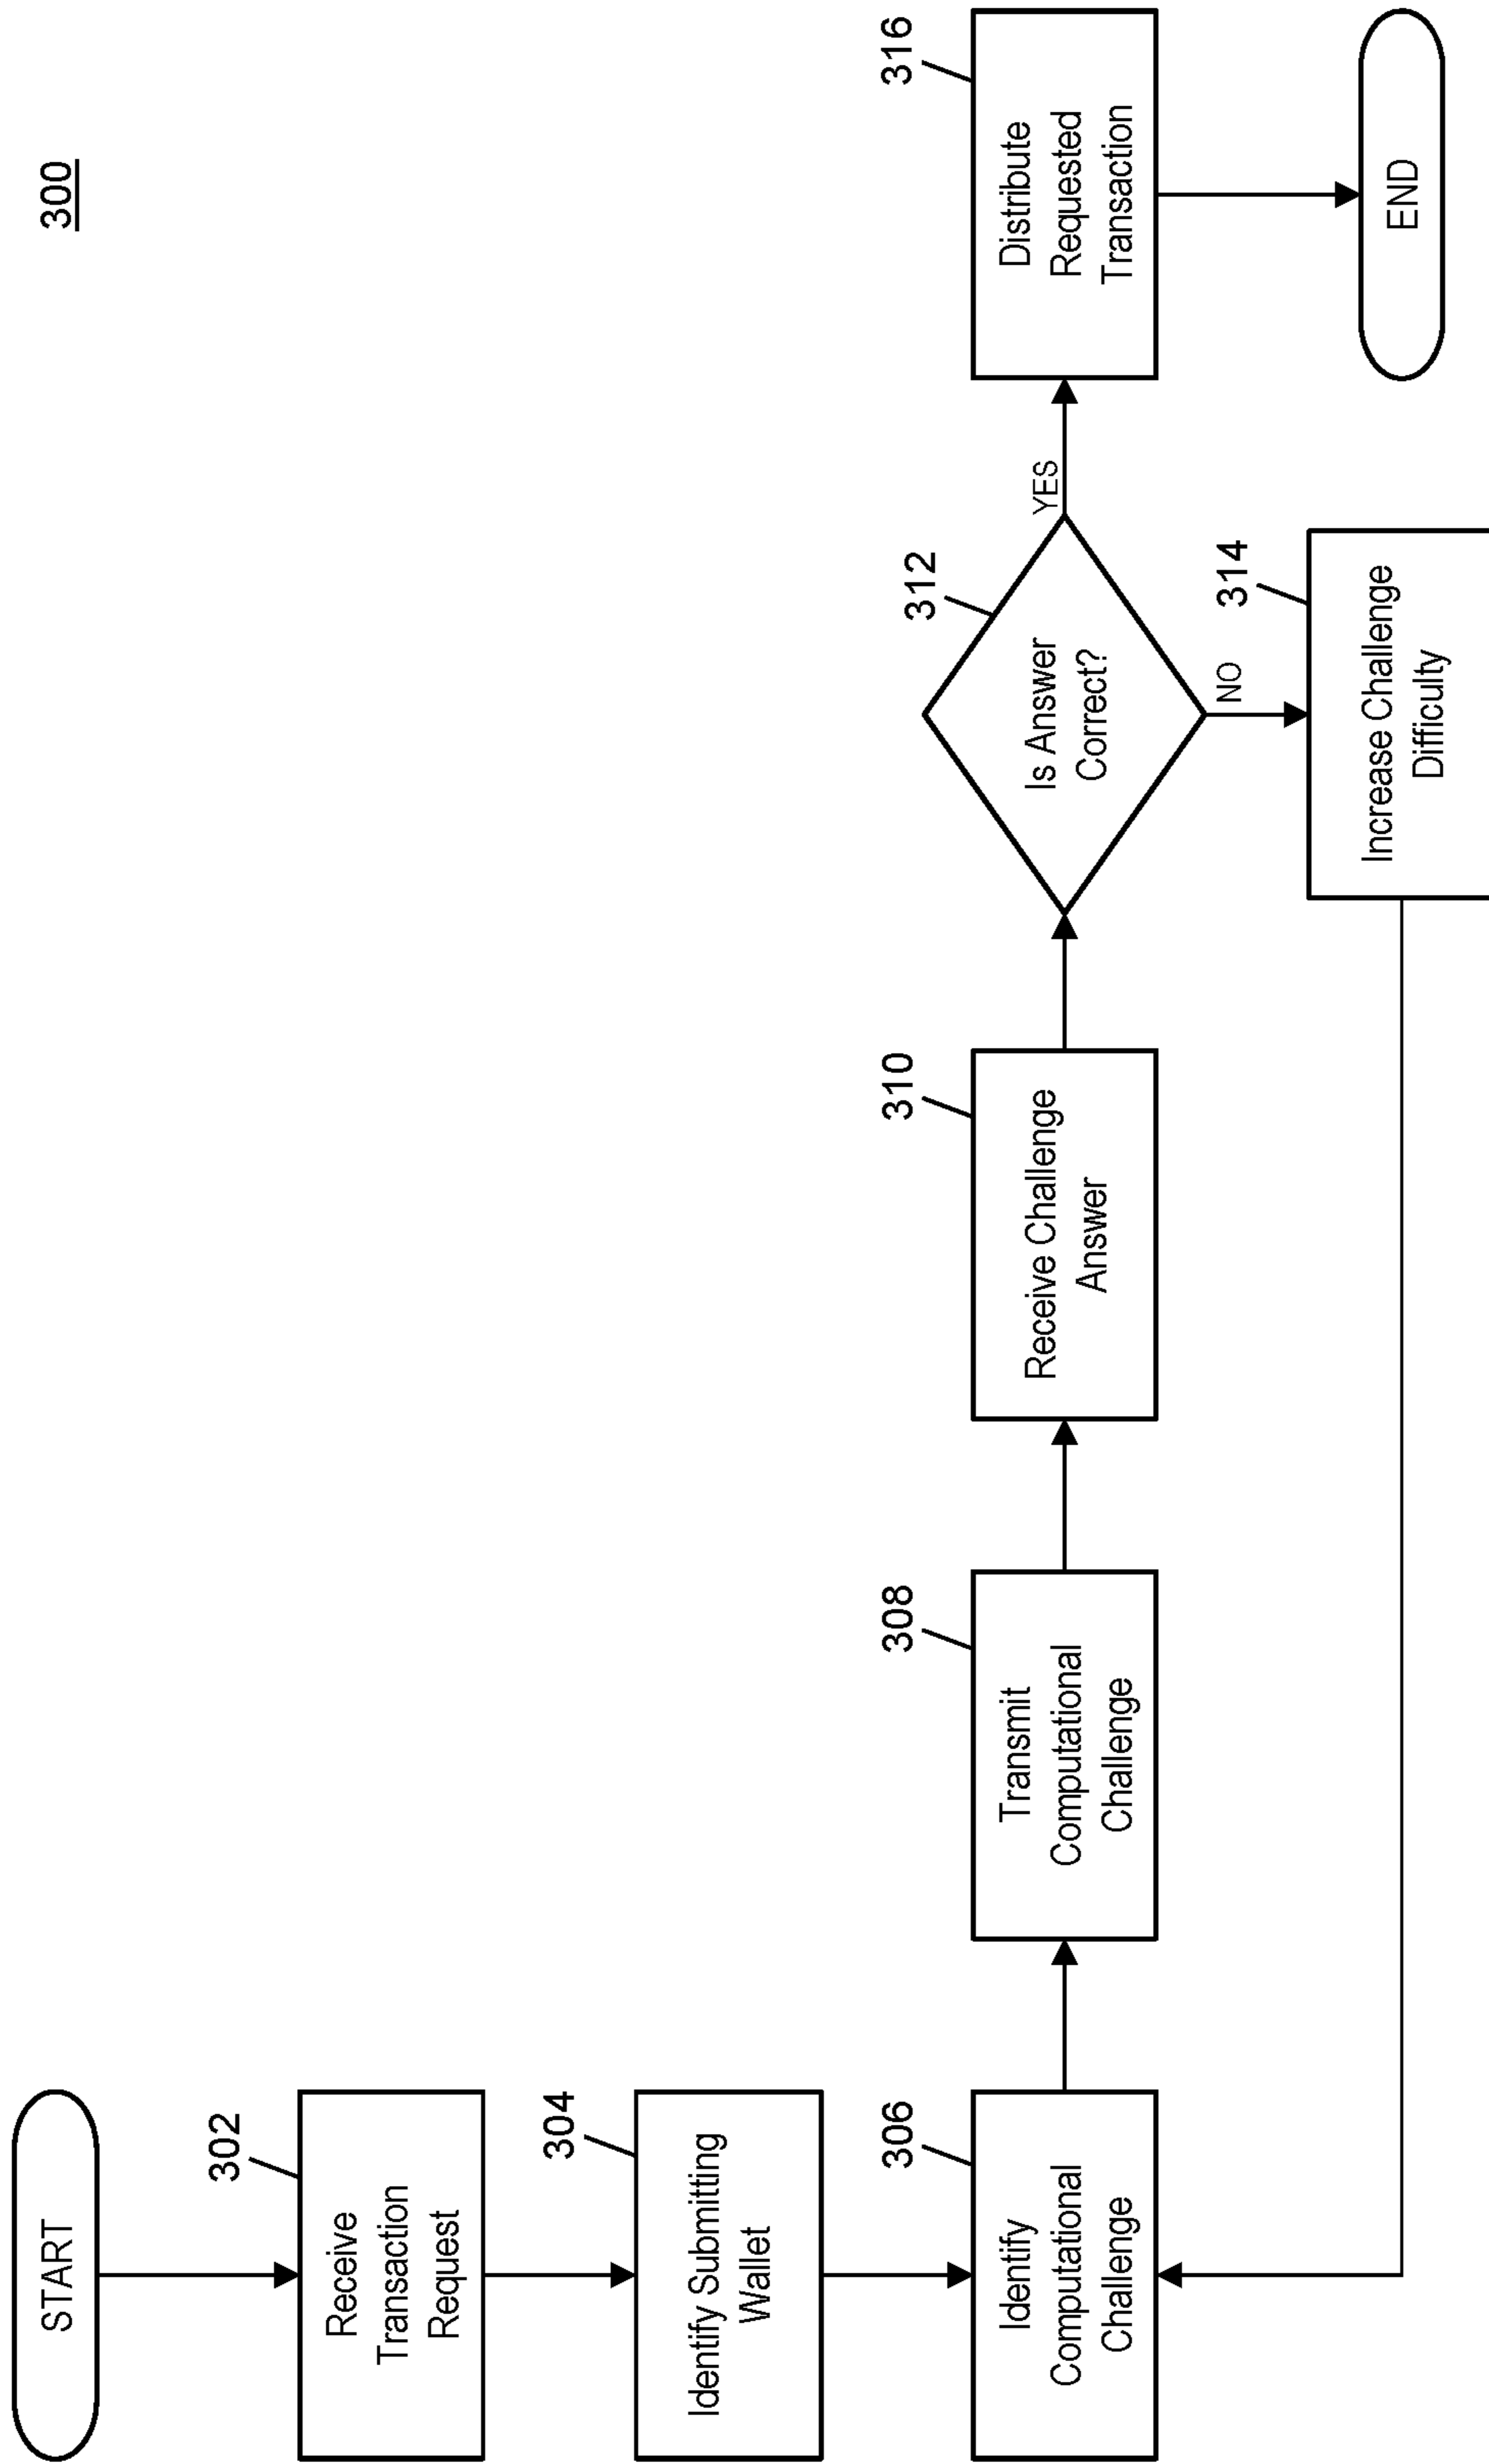 300
START
302
Receive
Transaction
Request
304
Identify Submitting
Wallet
306
Identify
Computational
Challenge
308
Transmit
Computational
Challenge
310
Receive Challenge
Answer
312
Is Answer
Correct?
YES
NO
314
Increase Challenge
Difficulty
316
Distribute
Requested
Transaction
END